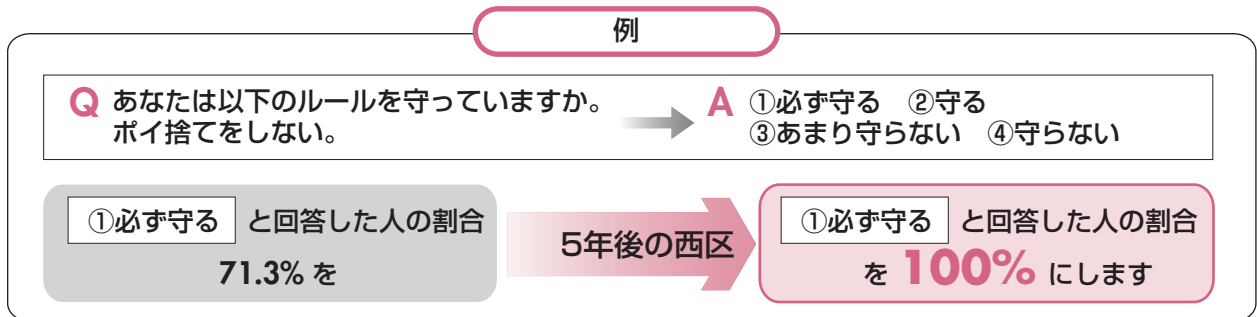 例
Q あなたは以下のルールを守っていますか。
ポイ捨てをしない。
A ①必ず守る ②守る
③あまり守らない ④守らない
①必ず守る と回答した人の割合
71.3% を
5年後の西区
①必ず守る と回答した人の割合
を 100% にします